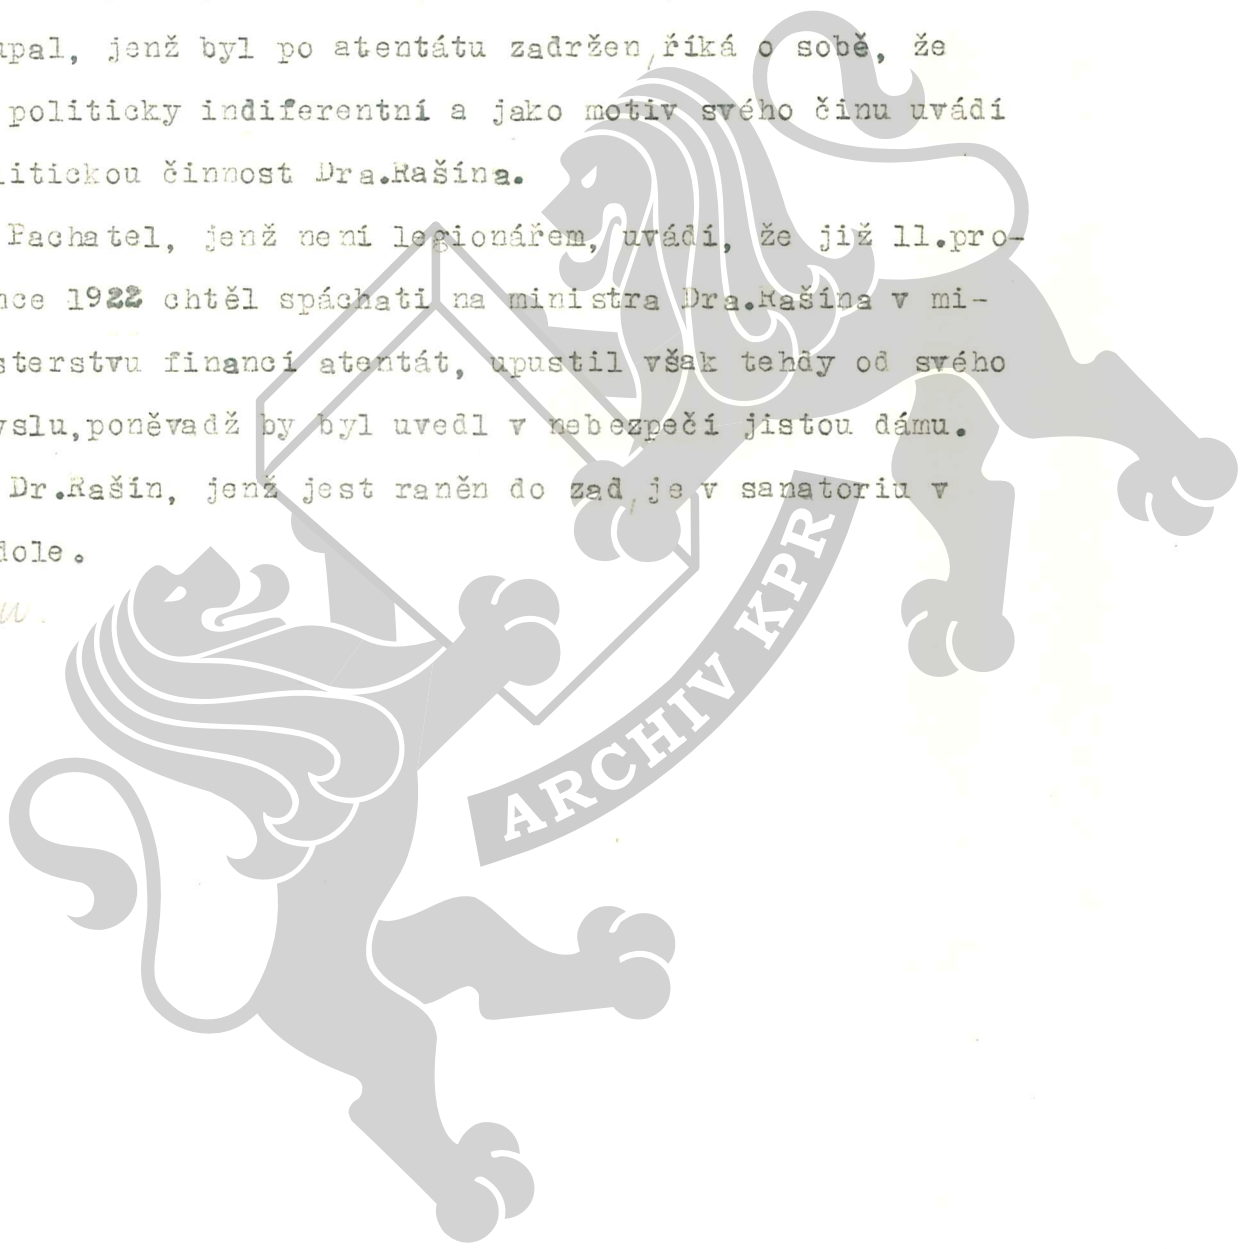 upal, jenž byl po atentátu zadržen, říká o sobě, že
politicky indiferentní a jako motiv svého činu uvádí
litickou činnost Dra.Rašína.
Pachatel, jenž není legionářem, uvádí, že již 11.pro-
nce 1922 chtěl spáchati na ministra Dra.Rašína v mi-
sterstvu financí atentát, upustil však tehdy od svého
yslu,poněvadž by byl uvedl v nebezpečí jistou dámu.
Dr.Rašín, jenž jest raněn do zad, je v sanatoriu v
dole.
ARCHIV KPR